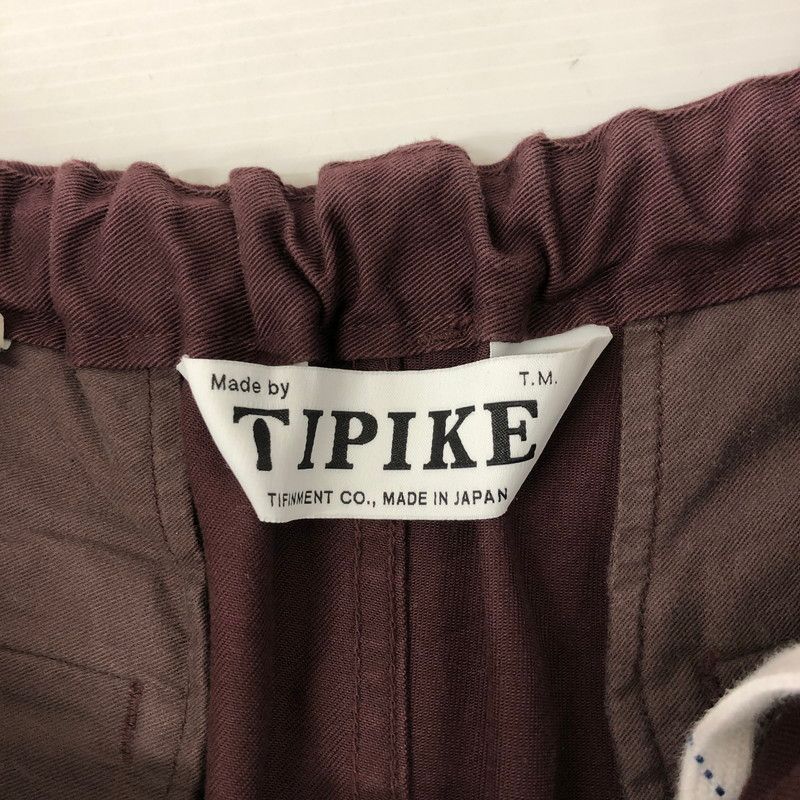 Made by T.M.
TIPIKE
TIFINMENT CO., MADE IN JAPAN